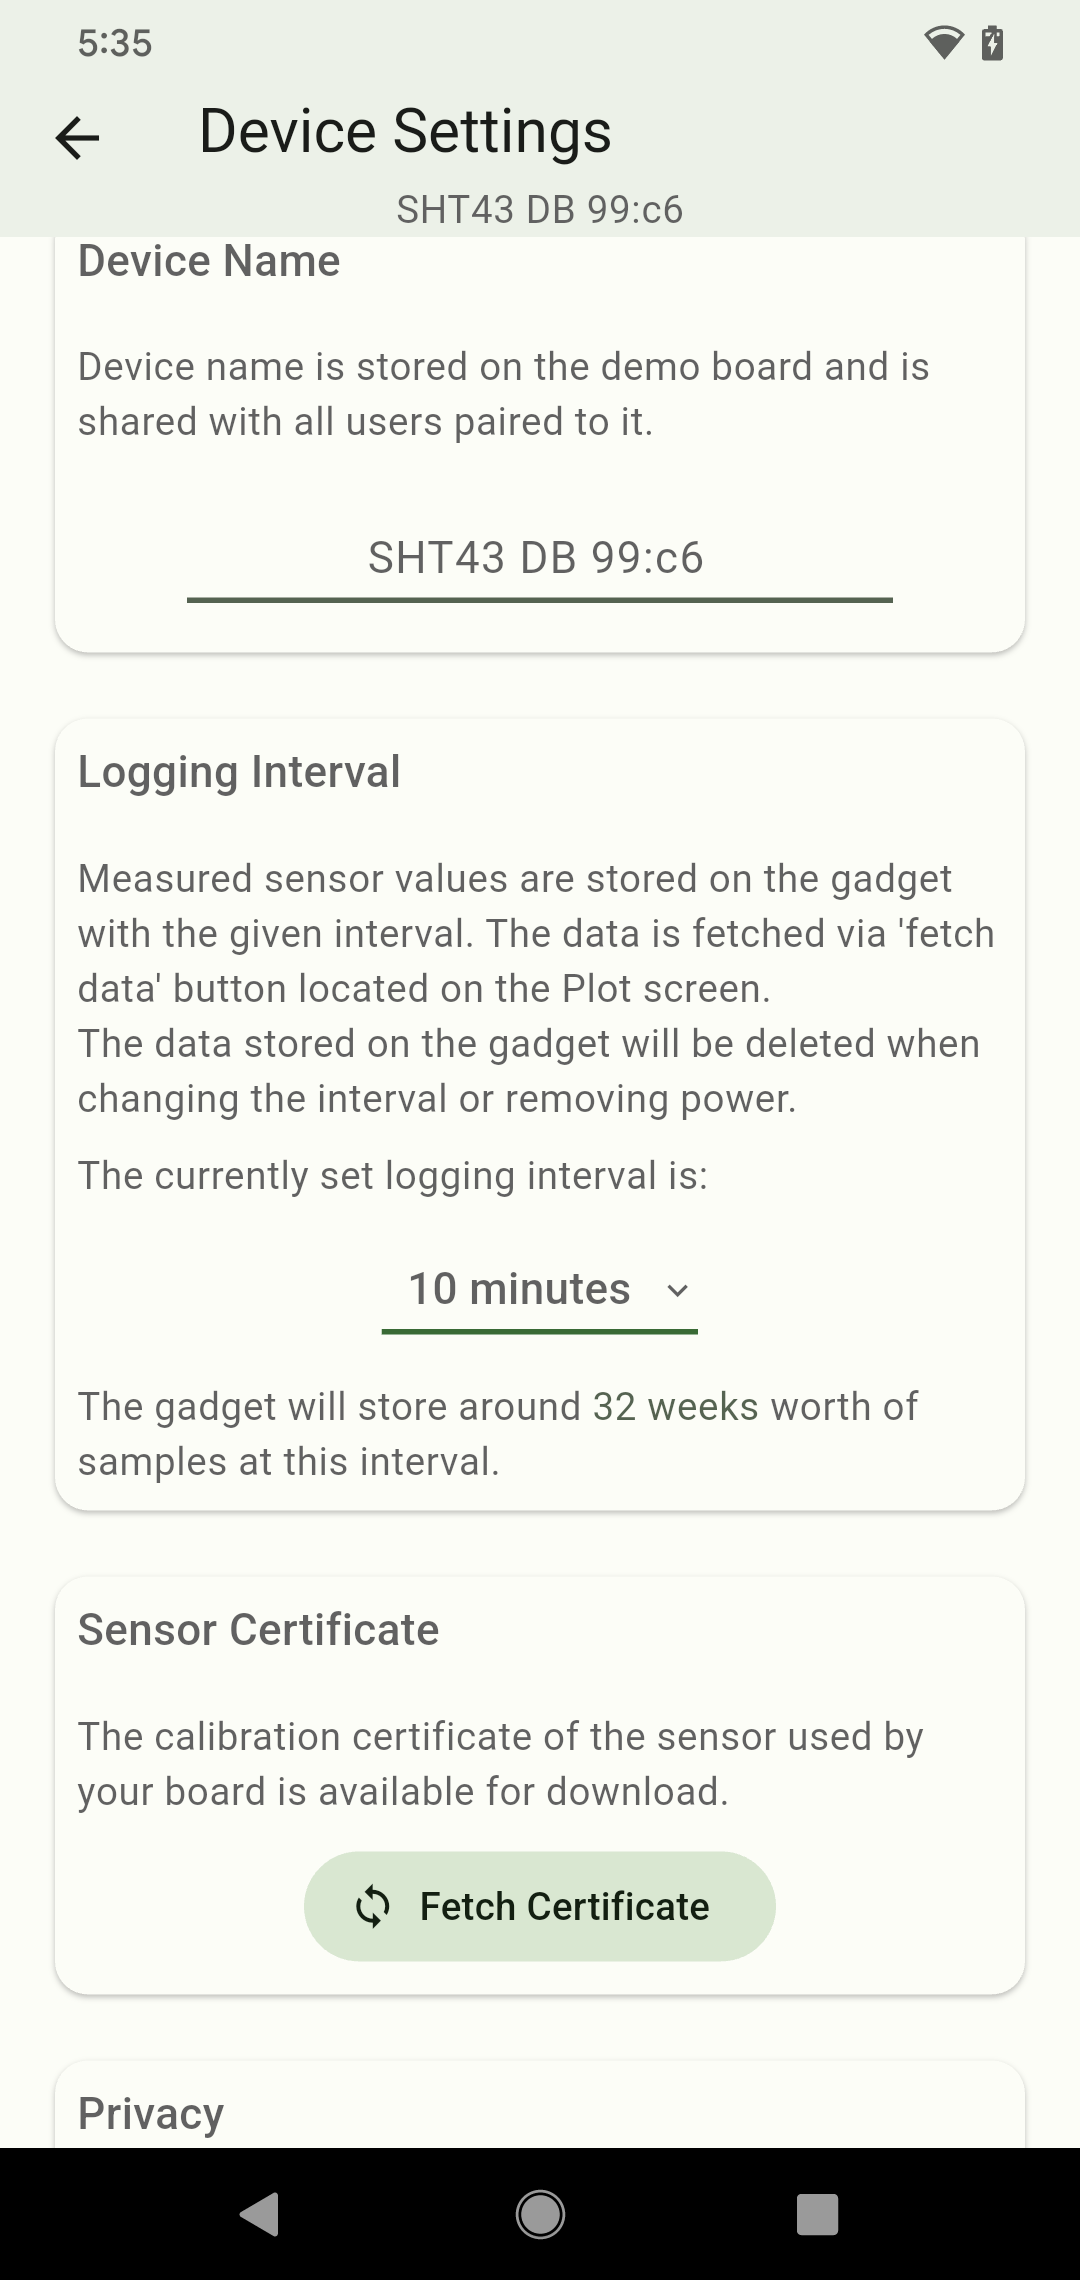 5:35
Device Settings
SHT43 DB 99:c6
Device Name
Device name is stored on the demo board and is
shared with all users paired to it.
SHT43 DB 99:c6
Logging Interval
Measured sensor values are stored on the gadget
with the given interval. The data is fetched via 'fetch
data' button located on the Plot screen.
The data stored on the gadget will be deleted when
changing the interval or removing power.
The currently set logging interval is:
10 minutes
The gadget will store around 32 weeks worth of
samples at this interval.
Sensor Certificate
The calibration certificate of the sensor used by
your board is available for download.
Fetch Certificate
Privacy